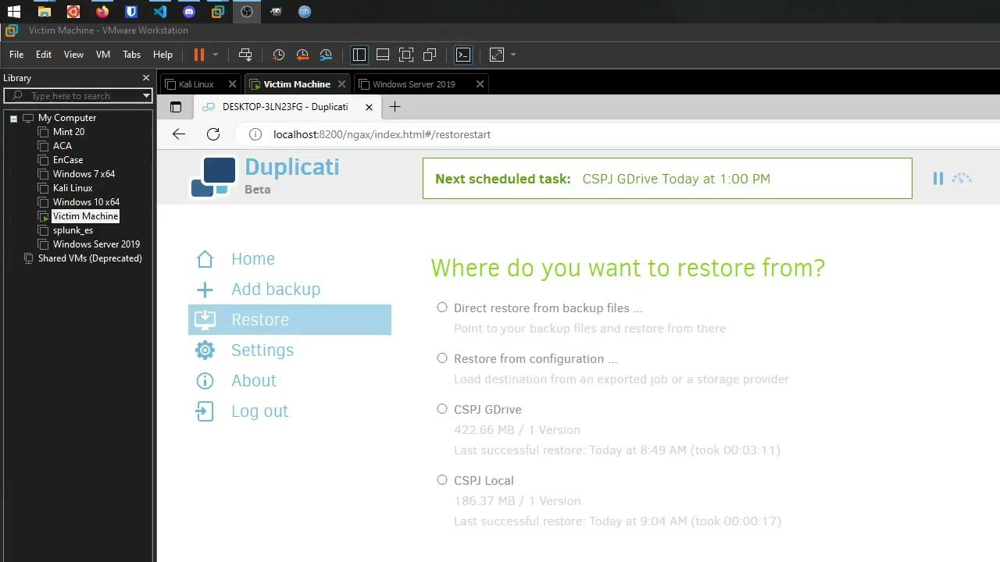 Victim Machine - VMware Workstation
File Edit View VM Tabs Help
Library
Type here to search
My Computer
Mint 20
ACA
EnCase
Windows 7 x64
Kali Linux
Windows 10 x64
Victim Machine
splunk_es
Windows Server 2019
Shared VMs (Deprecated)
Kali Linux Victim Machine Windows Server 2019
DESKTOP-3LN23FG - Duplicati
localhost:8200/ngax/index.html#/restorestart
Duplicati
Beta
Next scheduled task: CSPJ GDrive Today at 1:00 PM
Home
Add backup
Restore
Settings
About
Log out
Where do you want to restore from?
Direct restore from backup files ...
Point to your backup files and restore from there
Restore from configuration ...
Load destination from an exported job or a storage provider
CSPJ GDrive
422.66 MB / 1 Version
Last successful restore: Today at 8:49 AM (took 00:03:11)
CSPJ Local
186.37 MB / 1 Version
Last successful restore: Today at 9:04 AM (took 00:00:17)